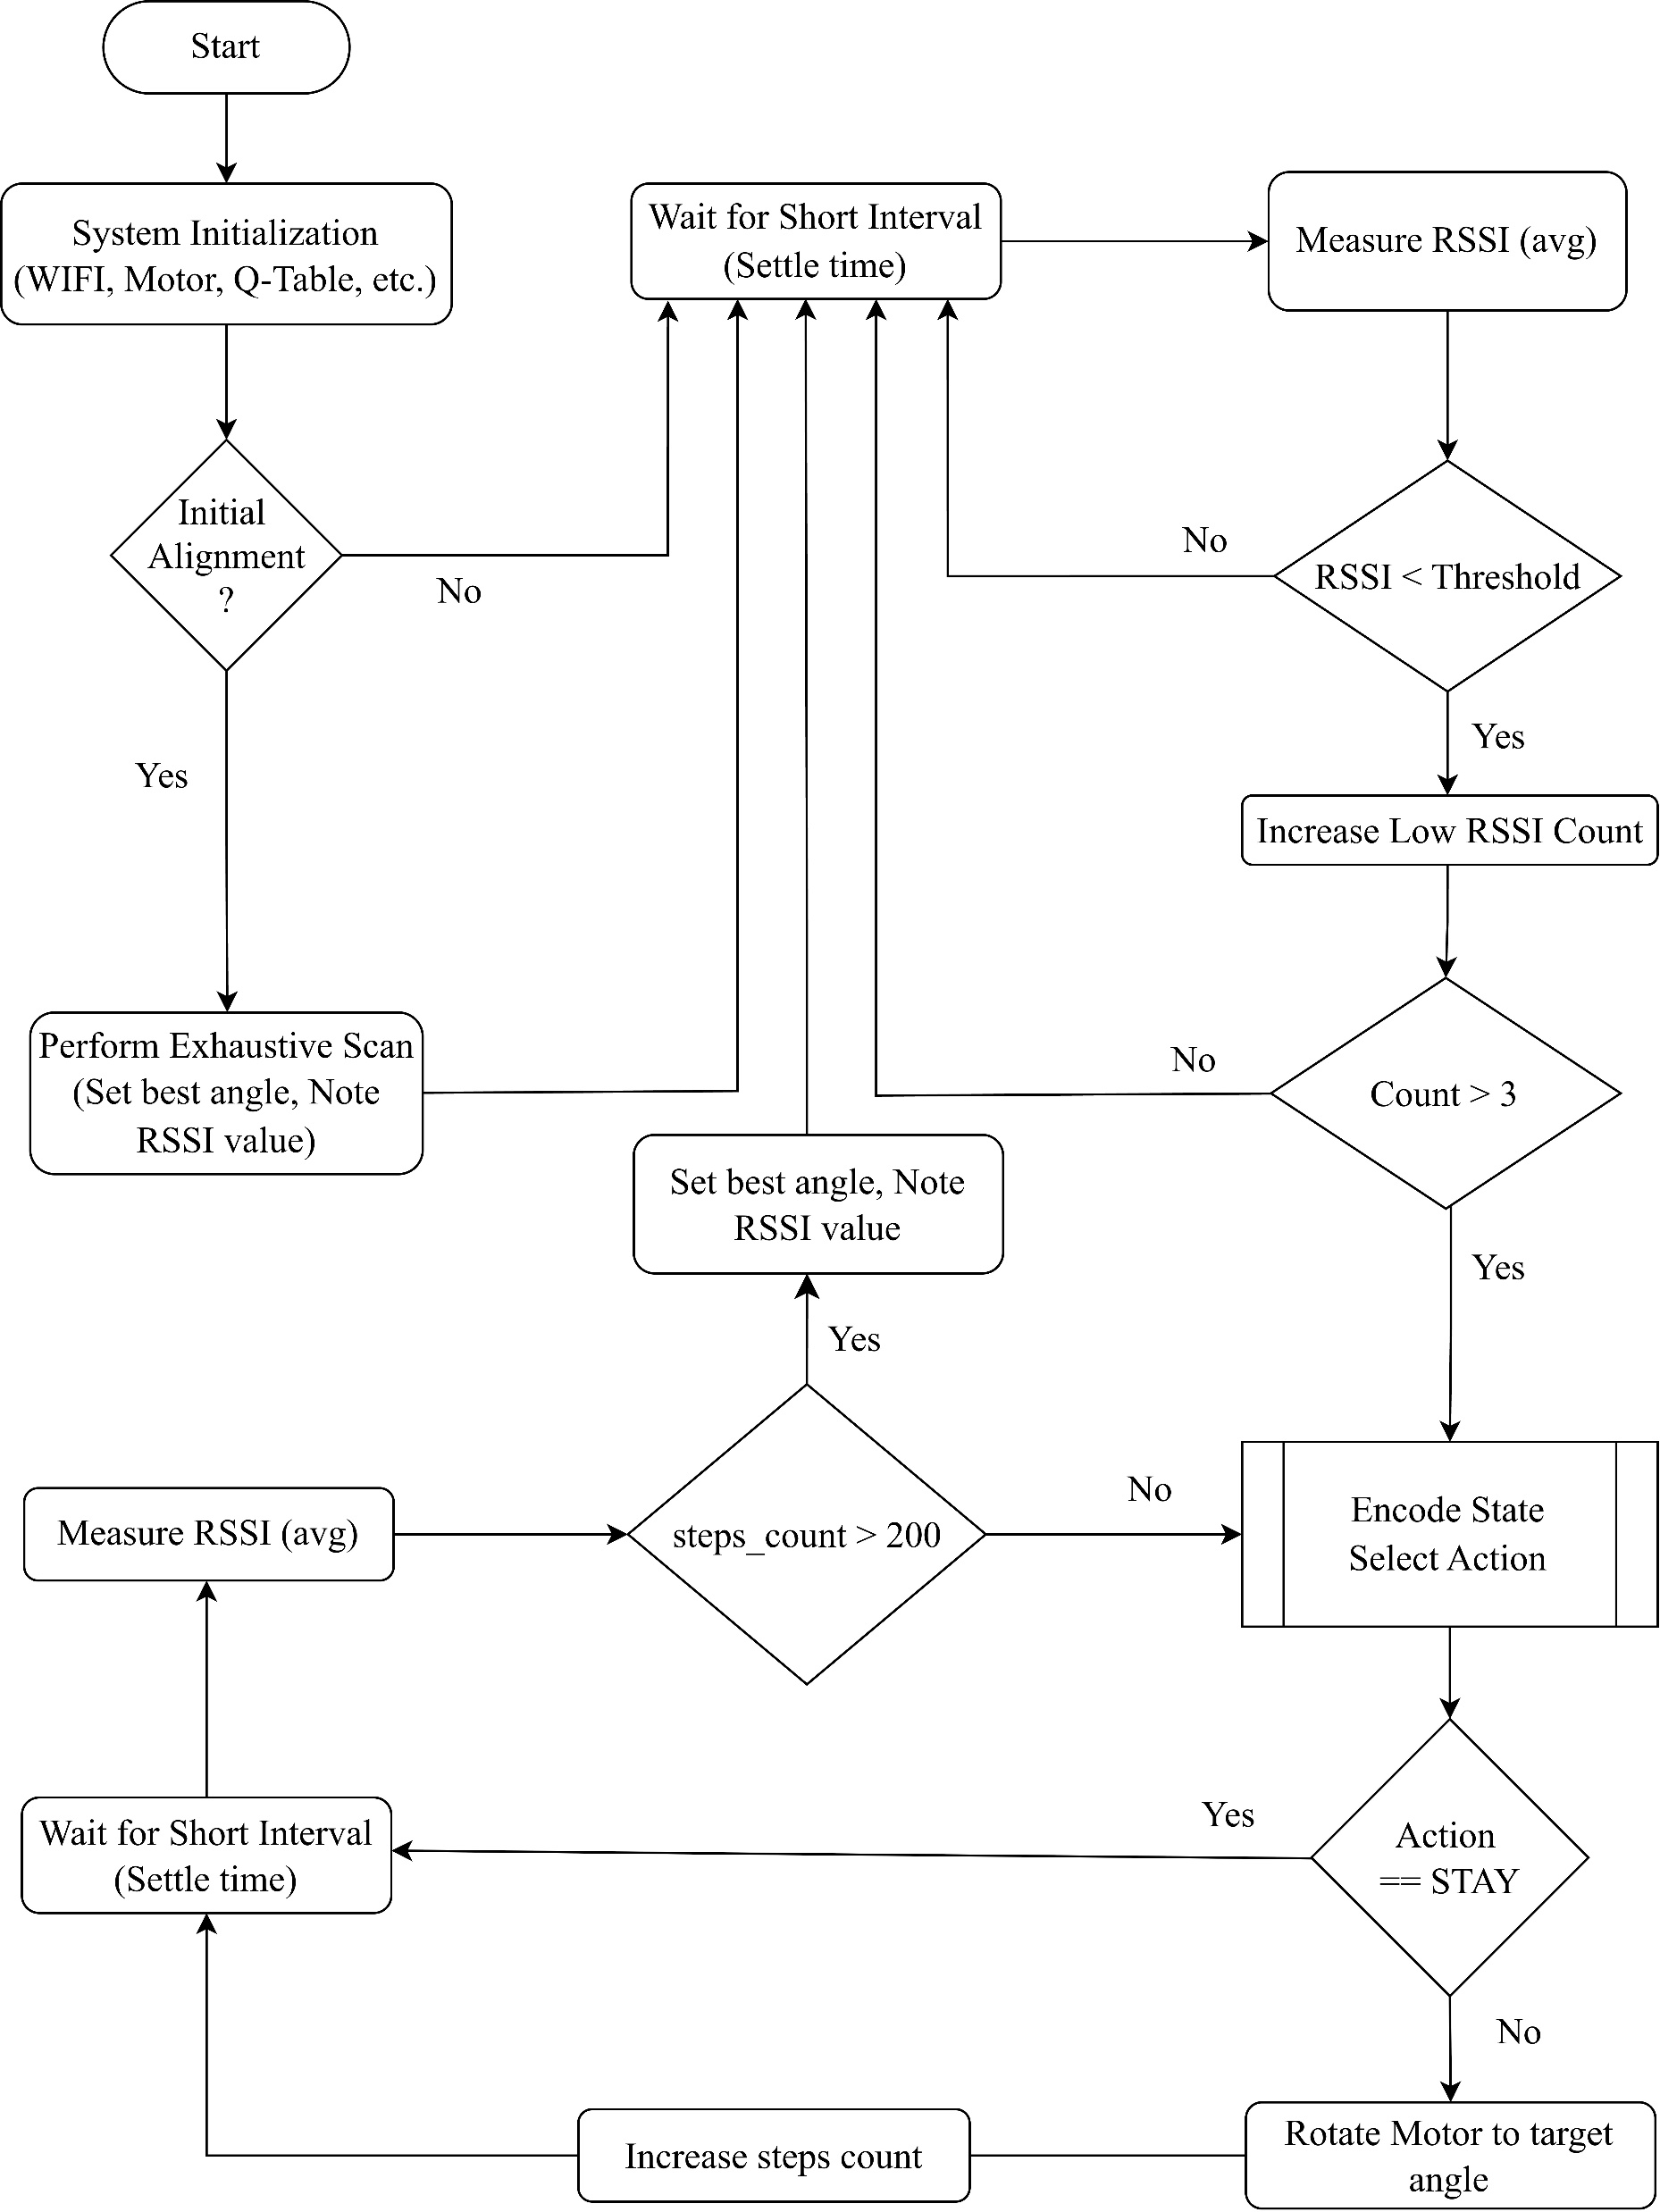 Start
System Initialization
(WIFI, Motor, Q-Table, etc.)
Wait for Short Interval
(Settle time)
Measure RSSI (avg)
Initial
Alignment
?
No
No
RSSI < Threshold
Yes
Yes
Increase Low RSSI Count
Perform Exhaustive Scan
(Set best angle, Note
RSSI value)
No
Count > 3
Set best angle, Note
RSSI value
Yes
Yes
Measure RSSI (avg)
steps_count > 200
No
Encode State
Select Action
Wait for Short Interval
(Settle time)
Yes
Action
== STAY
No
Increase steps count
Rotate Motor to target
angle